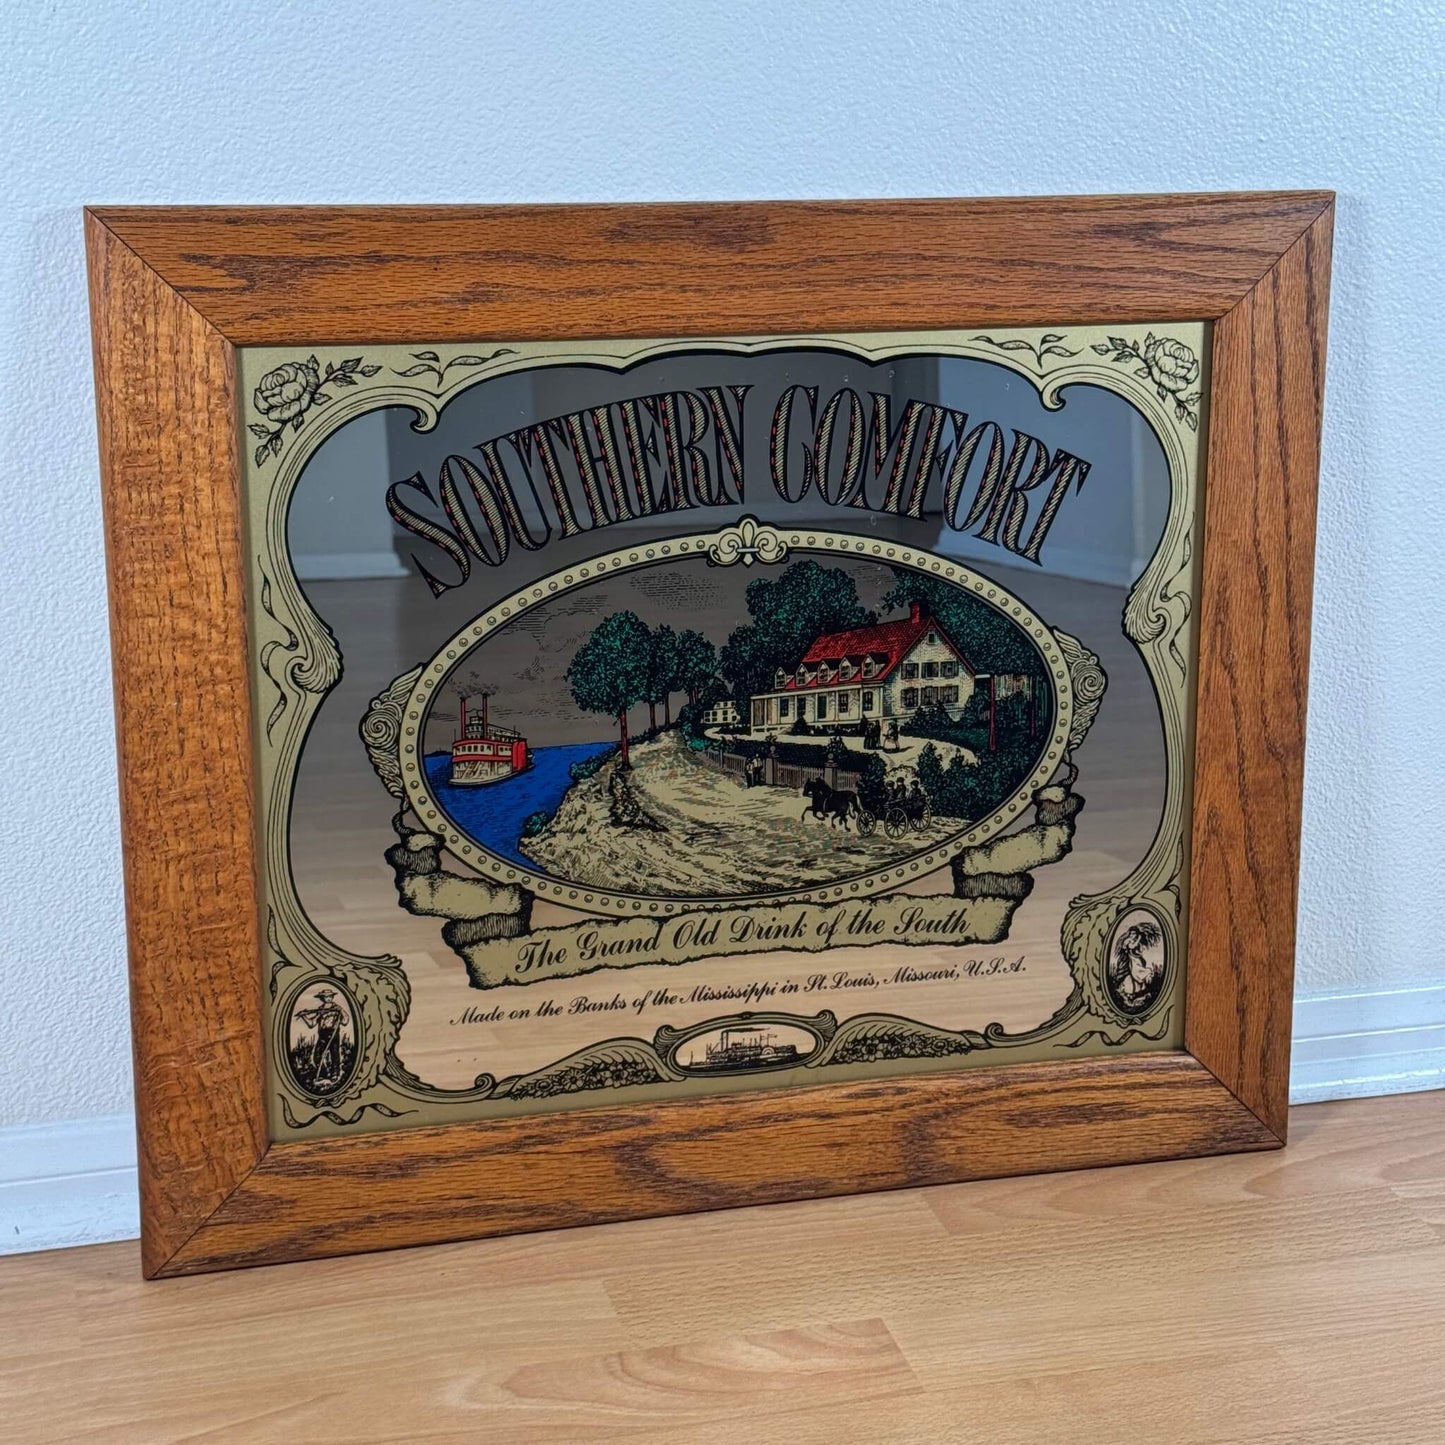 SOUTHERN COMFORT
The Grand Old Drink of the South
Made on the Banks of the Mississippi in St. Louis, Missouri, U.S.A.